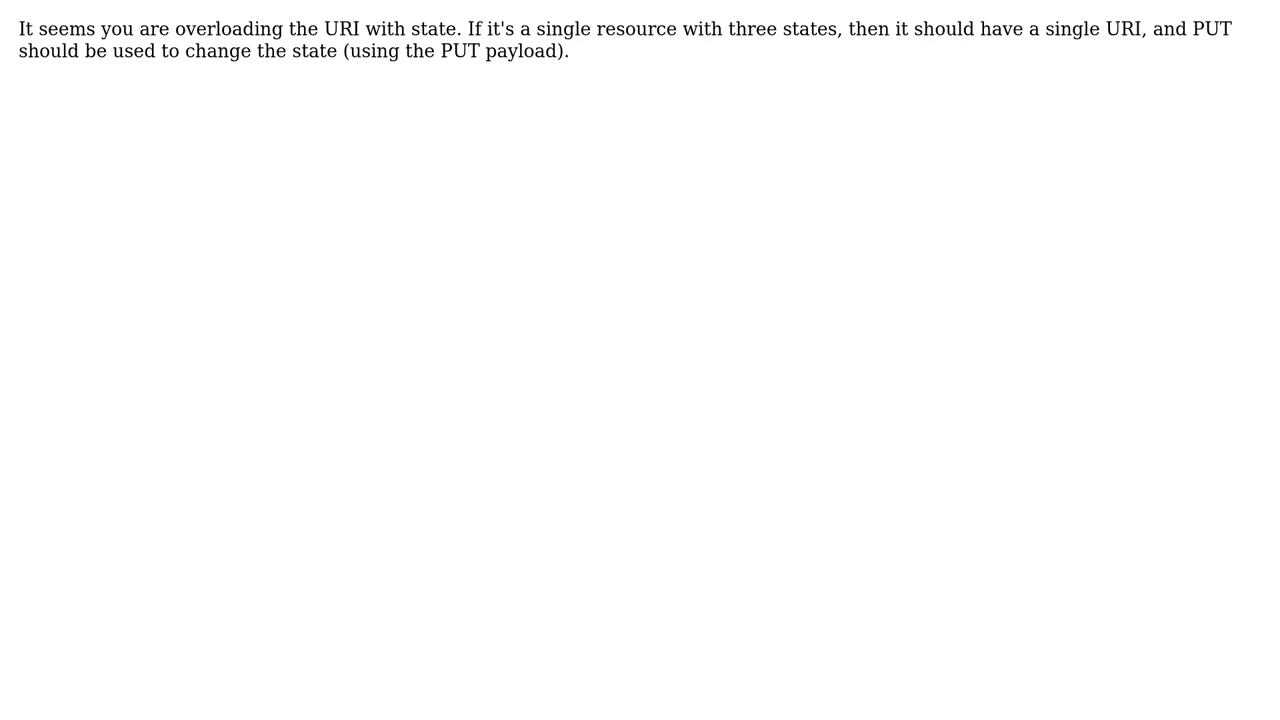 It seems you are overloading the URI with state. If it's a single resource with three states, then it should have a single URI, and PUT
should be used to change the state (using the PUT payload).